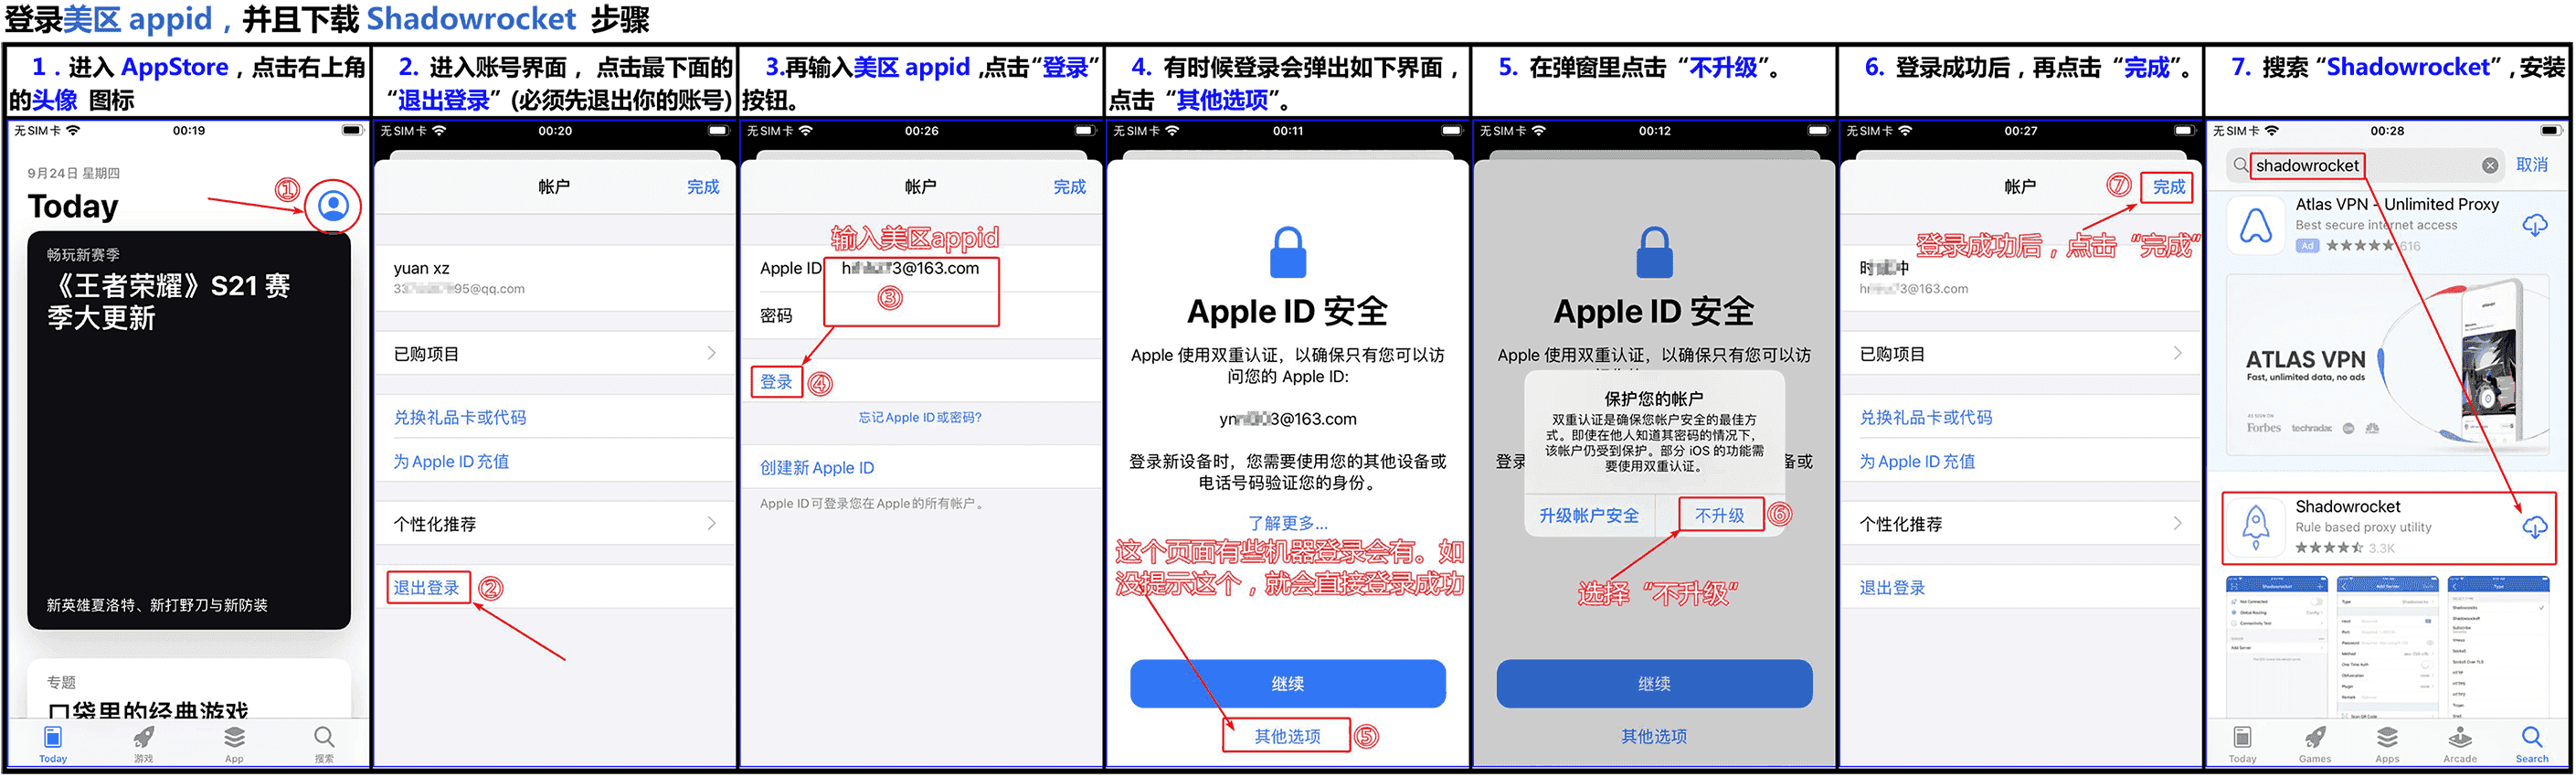 登录美区 appid，并且下载 Shadowrocket 步骤
1．进入 AppStore，点击右上角
的头像 图标
无SIM卡
00:19
9月24日 星期四
①
Today
畅玩新赛季
《王者荣耀》S21 赛
季大更新
新英雄夏洛特、新打野刀与新防装
专题
口袋里的经典游戏
Today
游戏
App
搜索
2. 进入账号界面，点击最下面的
“退出登录” (必须先退出你的账号)
无SIM卡
00:20
帐户
完成
yuan xz
95@qq.com
已购项目
兑换礼品卡或代码
为 Apple ID 充值
个性化推荐
退出登录
②
3.再输入美区 appid ,点击“登录”
按钮。
无SIM卡
00:26
帐户
完成
输入美区appid
Apple ID
3@163.com
③
密码
登录
④
忘记 Apple ID 或密码?
创建新 Apple ID
Apple ID 可登录您在 Apple的所有帐户。
4. 有时候登录会弹出如下界面，
点击 “其他选项”。
无SIM卡
00:11
Apple ID 安全
Apple 使用双重认证，以确保只有您可以访
问您的 Apple ID:
3@163.com
登录新设备时，您需要使用您的其他设备或
电话号码验证您的身份。
了解更多...
这个页面有些机器登录会有。如
没提示这个，就会直接登录成功
继续
其他选项
⑤
5. 在弹窗里点击 “不升级”。
无SIM卡
00:12
Apple ID 安全
Apple 使用双重认证，以确保只有您可以访
保护您的帐户
双重认证是确保您帐户安全的最佳方
式。即使在他人知道其密码的情况下，
该帐户仍受到保护。部分 iOS 的功能需
要使用双重认证。
登录
备或
升级帐户安全
不升级
⑥
选择 “不升级”
继续
其他选项
6. 登录成功后，再点击 “完成”。
无SIM卡
00:27
帐户
⑦
完成
登录成功后，点击 “完成”
3@163.com
已购项目
兑换礼品卡或代码
为 Apple ID 充值
个性化推荐
退出登录
7. 搜索 “Shadowrocket”，安装
无SIM卡
00:28
shadowrocket
取消
Atlas VPN - Unlimited Proxy
Best secure internet access
Ad
616
ATLAS VPN
Fast, unlimited data, no ads
AS SEEN ON
Forbes
techradar
Shadowrocket
Rule based proxy utility
3.3K
Today
Games
Apps
Arcade
Search